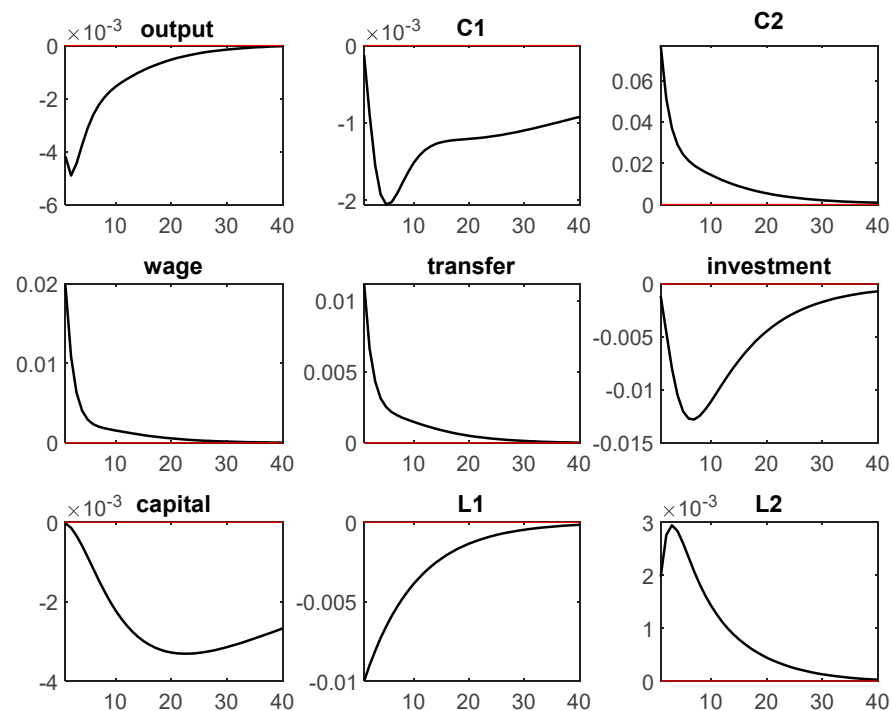 ×10⁻³ output
0
-2
-4
-6
10 20 30 40
×10⁻³ C1
0
-1
-2
10 20 30 40
C2
0.06
0.04
0.02
0
10 20 30 40
wage
0.02
0.01
0
10 20 30 40
transfer
0.01
0.005
0
10 20 30 40
investment
0
-0.005
-0.01
-0.015
10 20 30 40
×10⁻³ capital
0
-2
-4
10 20 30 40
L1
0
-0.005
-0.01
10 20 30 40
×10⁻³ L2
3
2
1
0
10 20 30 40